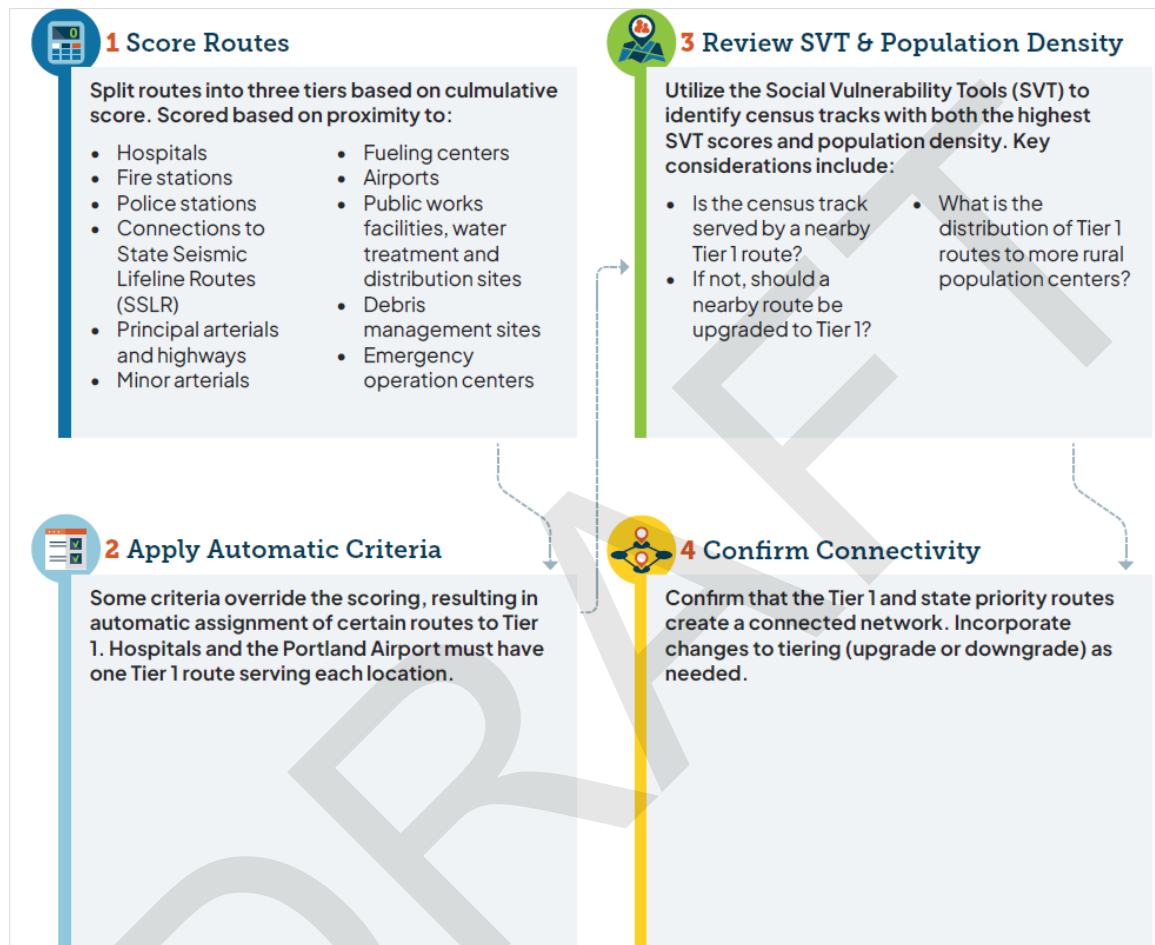 1 Score Routes
Split routes into three tiers based on culmulative
score. Scored based on proximity to:
• Hospitals
• Fire stations
• Police stations
• Connections to
State Seismic
Lifeline Routes
(SSLR)
• Principal arterials
and highways
• Minor arterials
• Fueling centers
• Airports
• Public works
facilities, water
treatment and
distribution sites
• Debris
management sites
• Emergency
operation centers
2 Apply Automatic Criteria
Some criteria override the scoring, resulting in
automatic assignment of certain routes to Tier
1. Hospitals and the Portland Airport must have
one Tier 1 route serving each location.
3 Review SVT & Population Density
Utilize the Social Vulnerability Tools (SVT) to
identify census tracks with both the highest
SVT scores and population density. Key
considerations include:
• Is the census track
served by a nearby
Tier 1 route?
• If not, should a
nearby route be
upgraded to Tier 1?
• What is the
distribution of Tier 1
routes to more rural
population centers?
4 Confirm Connectivity
Confirm that the Tier 1 and state priority routes
create a connected network. Incorporate
changes to tiering (upgrade or downgrade) as
needed.
DRAFT